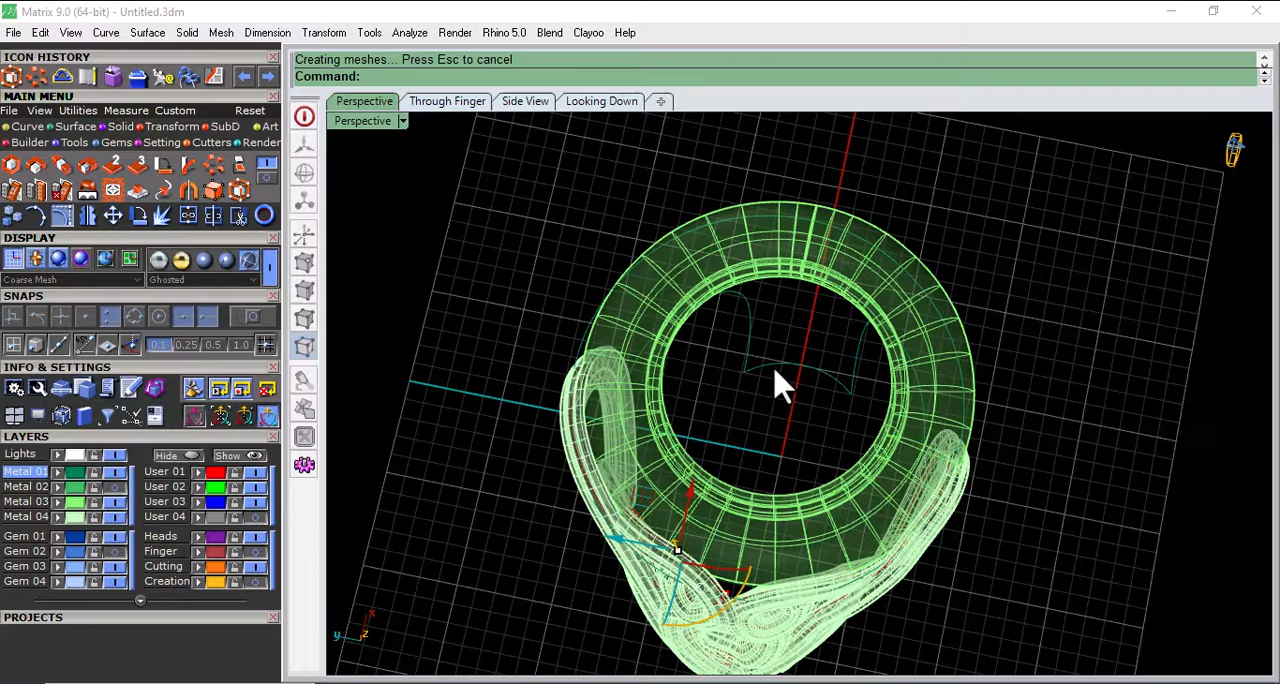 Matrix 9.0 (64-bit) - Untitled.3dm
File Edit View Curve Surface Solid Mesh Dimension Transform Tools Analyze Render Rhino 5.0 Blend Clayoo Help
ICON HISTORY
MAIN MENU
File View Utilities Measure Custom Reset
Curve Surface Solid Transform SubD Art
Builder Tools Gems Setting Cutters Render
2 3
DISPLAY
Coarse Mesh Ghosted
SNAPS
0.1 0.25 0.5 1.0
INFO & SETTINGS
LAYERS
Lights Hide Show
Metal 01 User 01
Metal 02 User 02
Metal 03 User 03
Metal 04 User 04
Gem 01 Heads
Gem 02 Finger
Gem 03 Cutting
Gem 04 Creation
PROJECTS
Creating meshes... Press Esc to cancel
Command:
Perspective Through Finger Side View Looking Down
Perspective
x
y
z